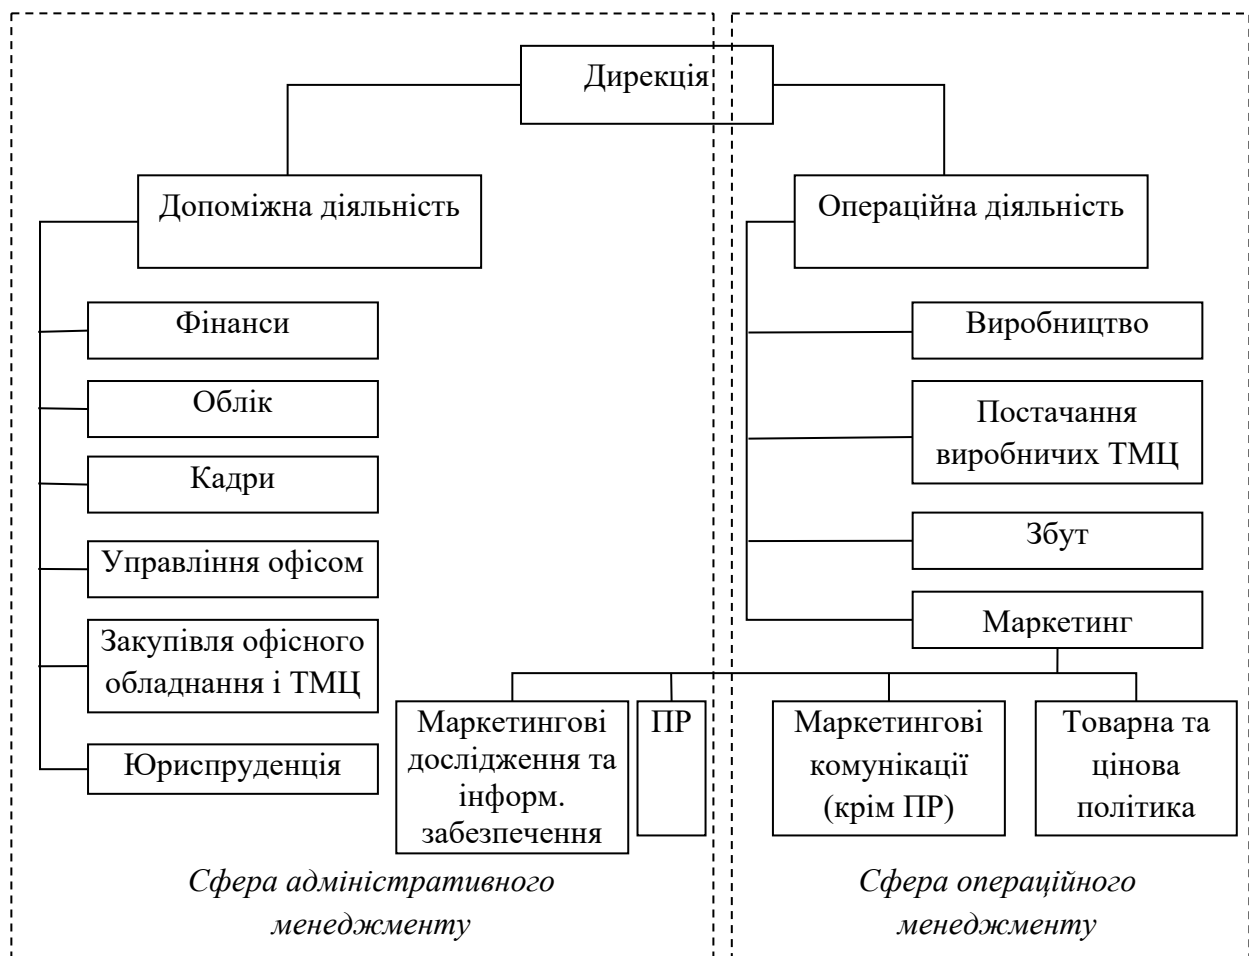 Дирекція
Допоміжна діяльність
Операційна діяльність
Фінанси
Облік
Кадри
Управління офісом
Закупівля офісного
обладнання і ТМЦ
Юриспруденція
Виробництво
Постачання
виробничих ТМЦ
Збут
Маркетинг
Маркетингові
дослідження та
інформ.
забезпечення
ПР
Маркетингові
комунікації
(крім ПР)
Товарна та
цінова
політика
Сфера адміністративного
менеджменту
Сфера операційного
менеджменту